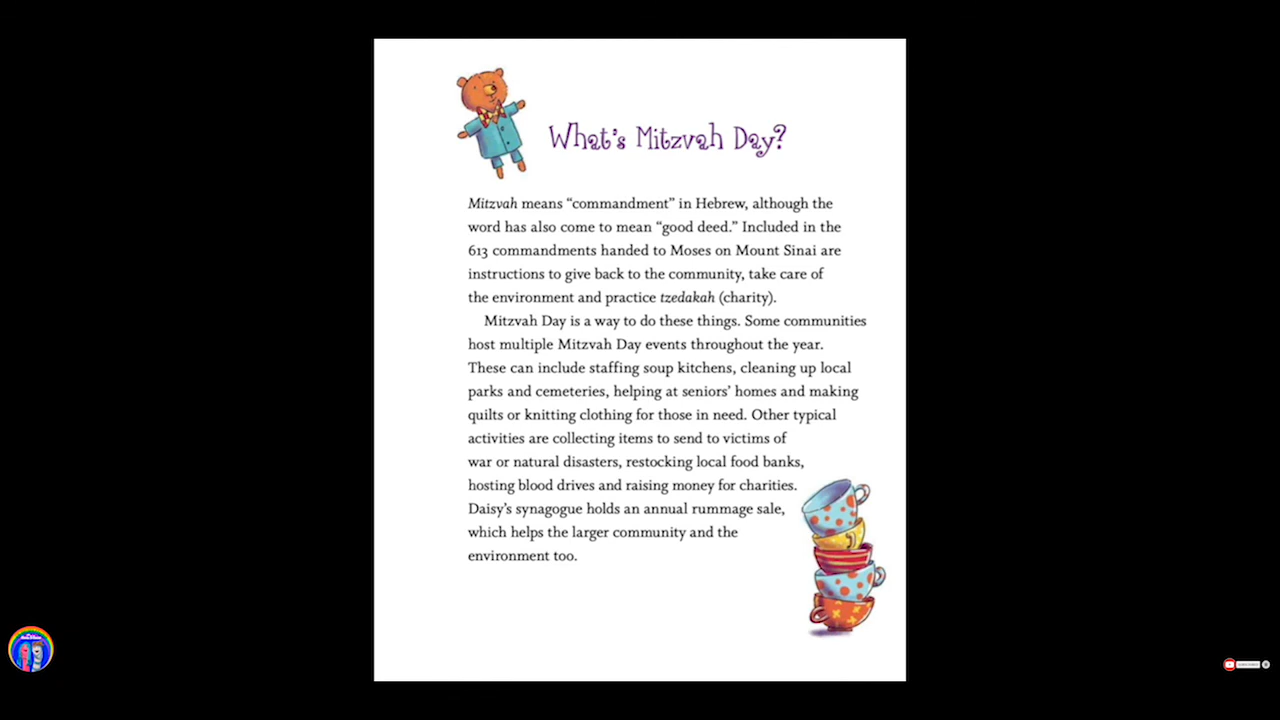 What's Mitzvah Day?
Mitzvah means “commandment” in Hebrew, although the
word has also come to mean “good deed.” Included in the
613 commandments handed to Moses on Mount Sinai are
instructions to give back to the community, take care of
the environment and practice tzedakah (charity).
Mitzvah Day is a way to do these things. Some communities
host multiple Mitzvah Day events throughout the year.
These can include staffing soup kitchens, cleaning up local
parks and cemeteries, helping at seniors’ homes and making
quilts or knitting clothing for those in need. Other typical
activities are collecting items to send to victims of
war or natural disasters, restocking local food banks,
hosting blood drives and raising money for charities.
Daisy’s synagogue holds an annual rummage sale,
which helps the larger community and the
environment too.